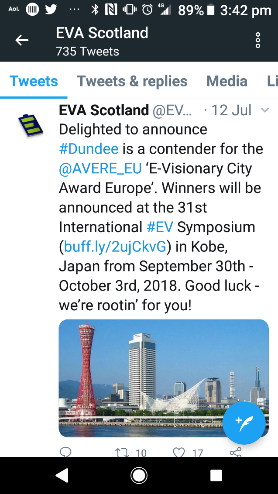 Aol. 89% 3:42 pm
EVA Scotland
735 Tweets
Tweets Tweets & replies Media Li
EVA Scotland @EV... · 12 Jul
Delighted to announce
#Dundee is a contender for the
@AVERE_EU ‘E-Visionary City
Award Europe’. Winners will be
announced at the 31st
International #EV Symposium
(buff.ly/2ujCkvG) in Kobe,
Japan from September 30th -
October 3rd, 2018. Good luck -
we’re rootin’ for you!
10 17